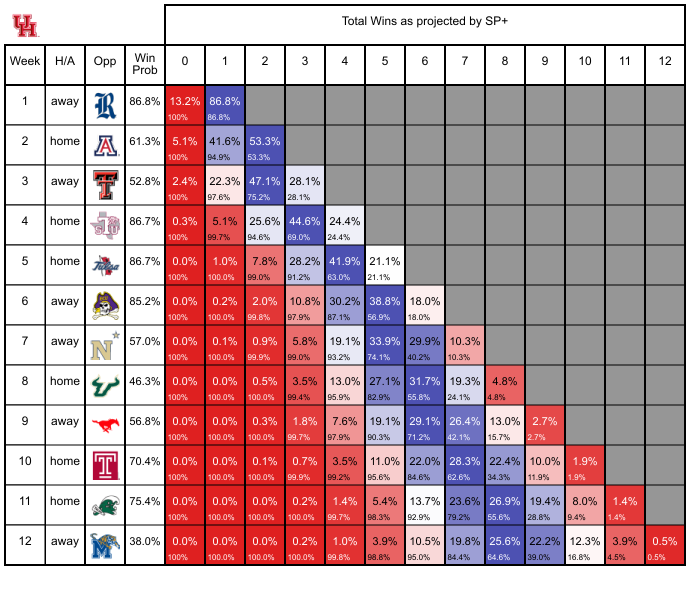 UH
Total Wins as projected by SP+
Week H/A Opp Win Prob 0 1 2 3 4 5 6 7 8 9 10 11 12
1 away R 86.8% 13.2% 86.8%
100% 86.8%
2 home A 61.3% 5.1% 41.6% 53.3%
100% 94.9% 53.3%
3 away T 52.8% 2.4% 22.3% 47.1% 28.1%
100% 97.6% 75.2% 28.1%
4 home 86.7% 0.3% 5.1% 25.6% 44.6% 24.4%
100% 99.7% 94.6% 69.0% 24.4%
5 home Tulsa 86.7% 0.0% 1.0% 7.8% 28.2% 41.9% 21.1%
100% 100.0% 99.0% 91.2% 63.0% 21.1%
6 away 85.2% 0.0% 0.2% 2.0% 10.8% 30.2% 38.8% 18.0%
100% 100.0% 99.8% 97.9% 87.1% 56.9% 18.0%
7 away N 57.0% 0.0% 0.1% 0.9% 5.8% 19.1% 33.9% 29.9% 10.3%
100% 100.0% 99.9% 99.0% 93.2% 74.1% 40.2% 10.3%
8 home 46.3% 0.0% 0.0% 0.5% 3.5% 13.0% 27.1% 31.7% 19.3% 4.8%
100% 100.0% 100.0% 99.4% 95.9% 82.9% 55.8% 24.1% 4.8%
9 away 56.8% 0.0% 0.0% 0.3% 1.8% 7.6% 19.1% 29.1% 26.4% 13.0% 2.7%
100% 100.0% 100.0% 99.7% 97.9% 90.3% 71.2% 42.1% 15.7% 2.7%
10 home T 70.4% 0.0% 0.0% 0.1% 0.7% 3.5% 11.0% 22.0% 28.3% 22.4% 10.0% 1.9%
100% 100.0% 100.0% 99.9% 99.2% 95.6% 84.6% 62.6% 34.3% 11.9% 1.9%
11 home 75.4% 0.0% 0.0% 0.0% 0.2% 1.4% 5.4% 13.7% 23.6% 26.9% 19.4% 8.0% 1.4%
100% 100.0% 100.0% 100.0% 99.7% 98.3% 92.9% 79.2% 55.6% 28.8% 9.4% 1.4%
12 away M 38.0% 0.0% 0.0% 0.0% 0.2% 1.0% 3.9% 10.5% 19.8% 25.6% 22.2% 12.3% 3.9% 0.5%
100% 100.0% 100.0% 100.0% 99.8% 98.8% 95.0% 84.4% 64.6% 39.0% 16.8% 4.5% 0.5%